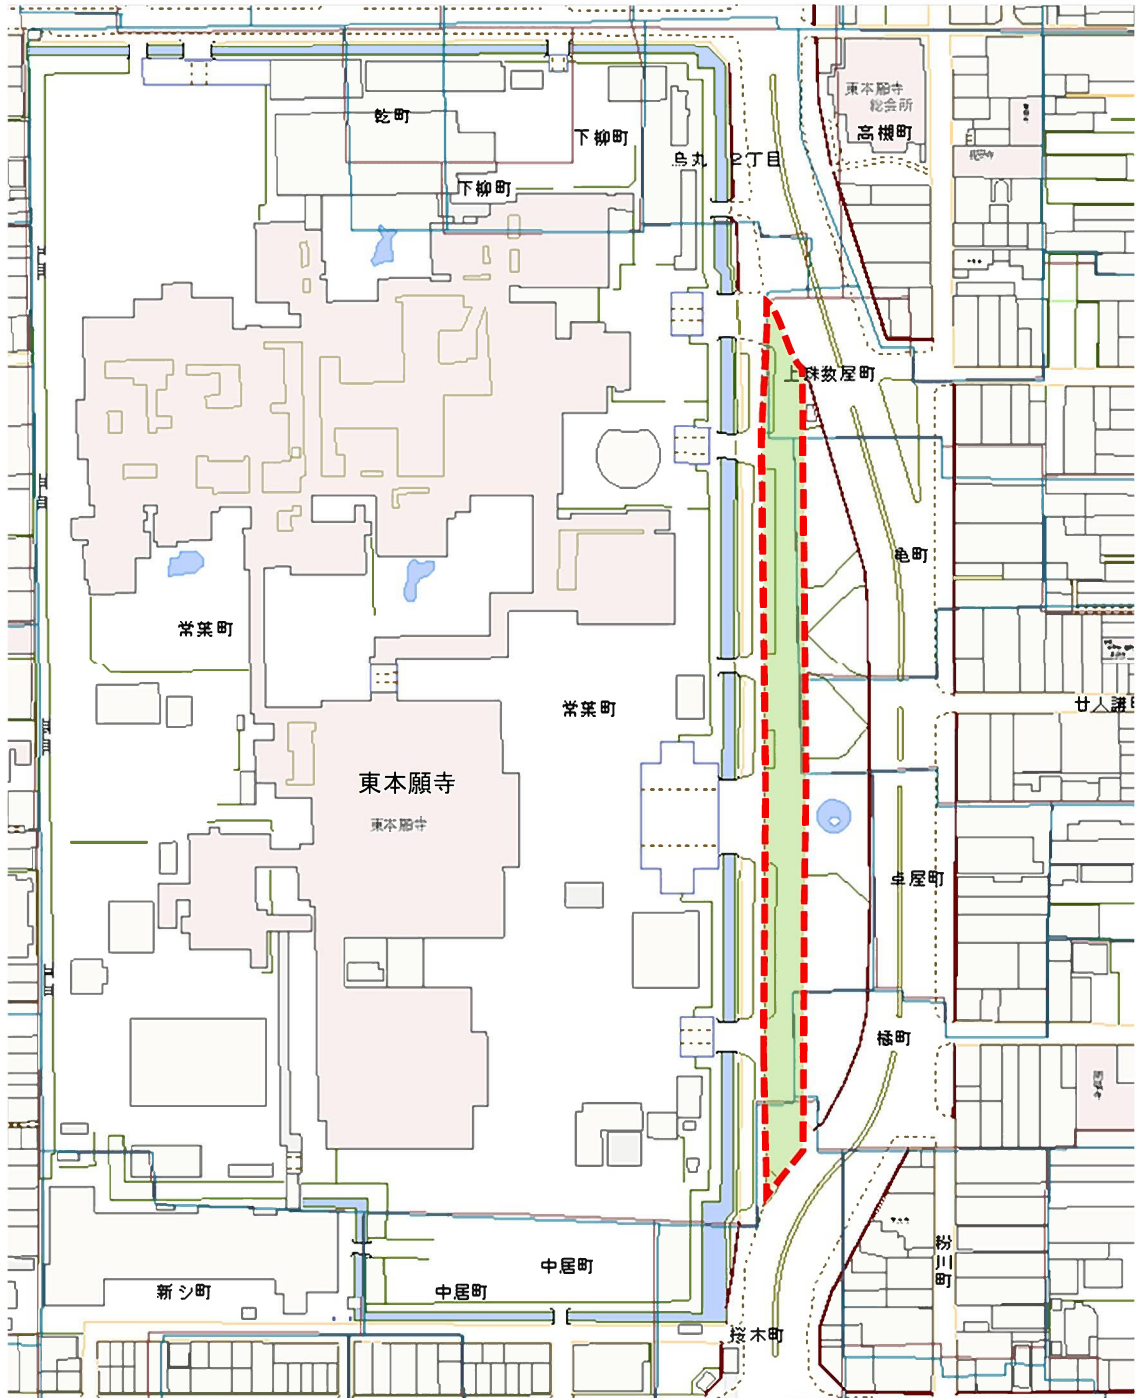 東本願寺
総会所
高槻町
乾町
下柳町
烏丸 2丁目
下柳町
上珠数屋町
亀町
常葉町
常葉町
廿人講町
東本願寺
東本願寺
卓屋町
橘町
粉川町
中居町
新シ町
中居町
桜木町